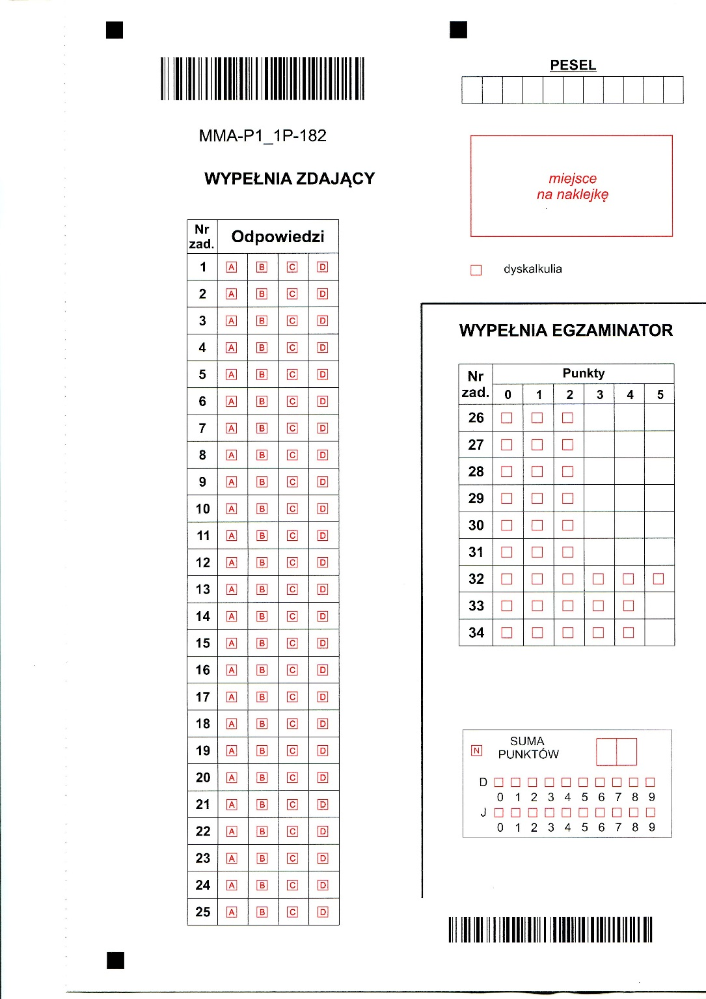 MMA-P1_1P-182
WYPEŁNIA ZDAJĄCY
Nr zad. Odpowiedzi
1 A B C D
2 A B C D
3 A B C D
4 A B C D
5 A B C D
6 A B C D
7 A B C D
8 A B C D
9 A B C D
10 A B C D
11 A B C D
12 A B C D
13 A B C D
14 A B C D
15 A B C D
16 A B C D
17 A B C D
18 A B C D
19 A B C D
20 A B C D
21 A B C D
22 A B C D
23 A B C D
24 A B C D
25 A B C D
PESEL
miejsce
na naklejkę
dyskalkulia
WYPEŁNIA EGZAMINATOR
Nr zad. Punkty
0 1 2 3 4 5
26
27
28
29
30
31
32
33
34
N SUMA
PUNKTÓW
D
0 1 2 3 4 5 6 7 8 9
J
0 1 2 3 4 5 6 7 8 9